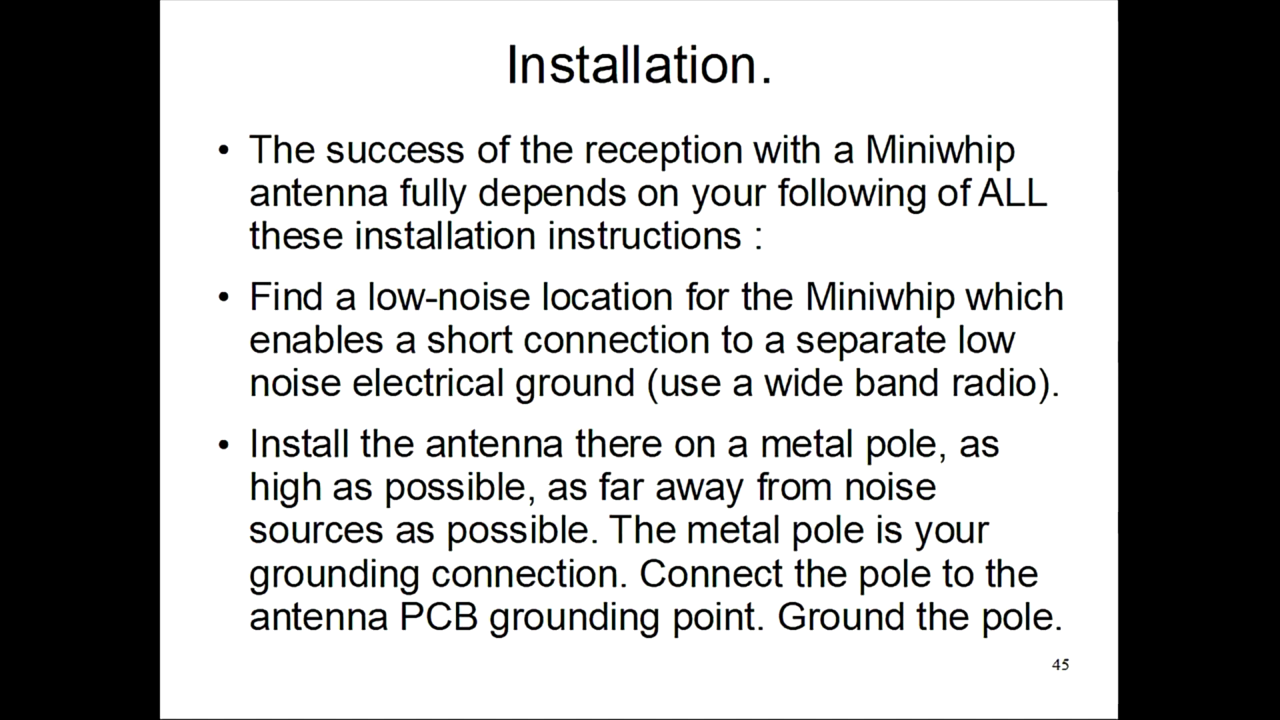 Installation.
• The success of the reception with a Miniwhip
antenna fully depends on your following of ALL
these installation instructions :
• Find a low-noise location for the Miniwhip which
enables a short connection to a separate low
noise electrical ground (use a wide band radio).
• Install the antenna there on a metal pole, as
high as possible, as far away from noise
sources as possible. The metal pole is your
grounding connection. Connect the pole to the
antenna PCB grounding point. Ground the pole.
45